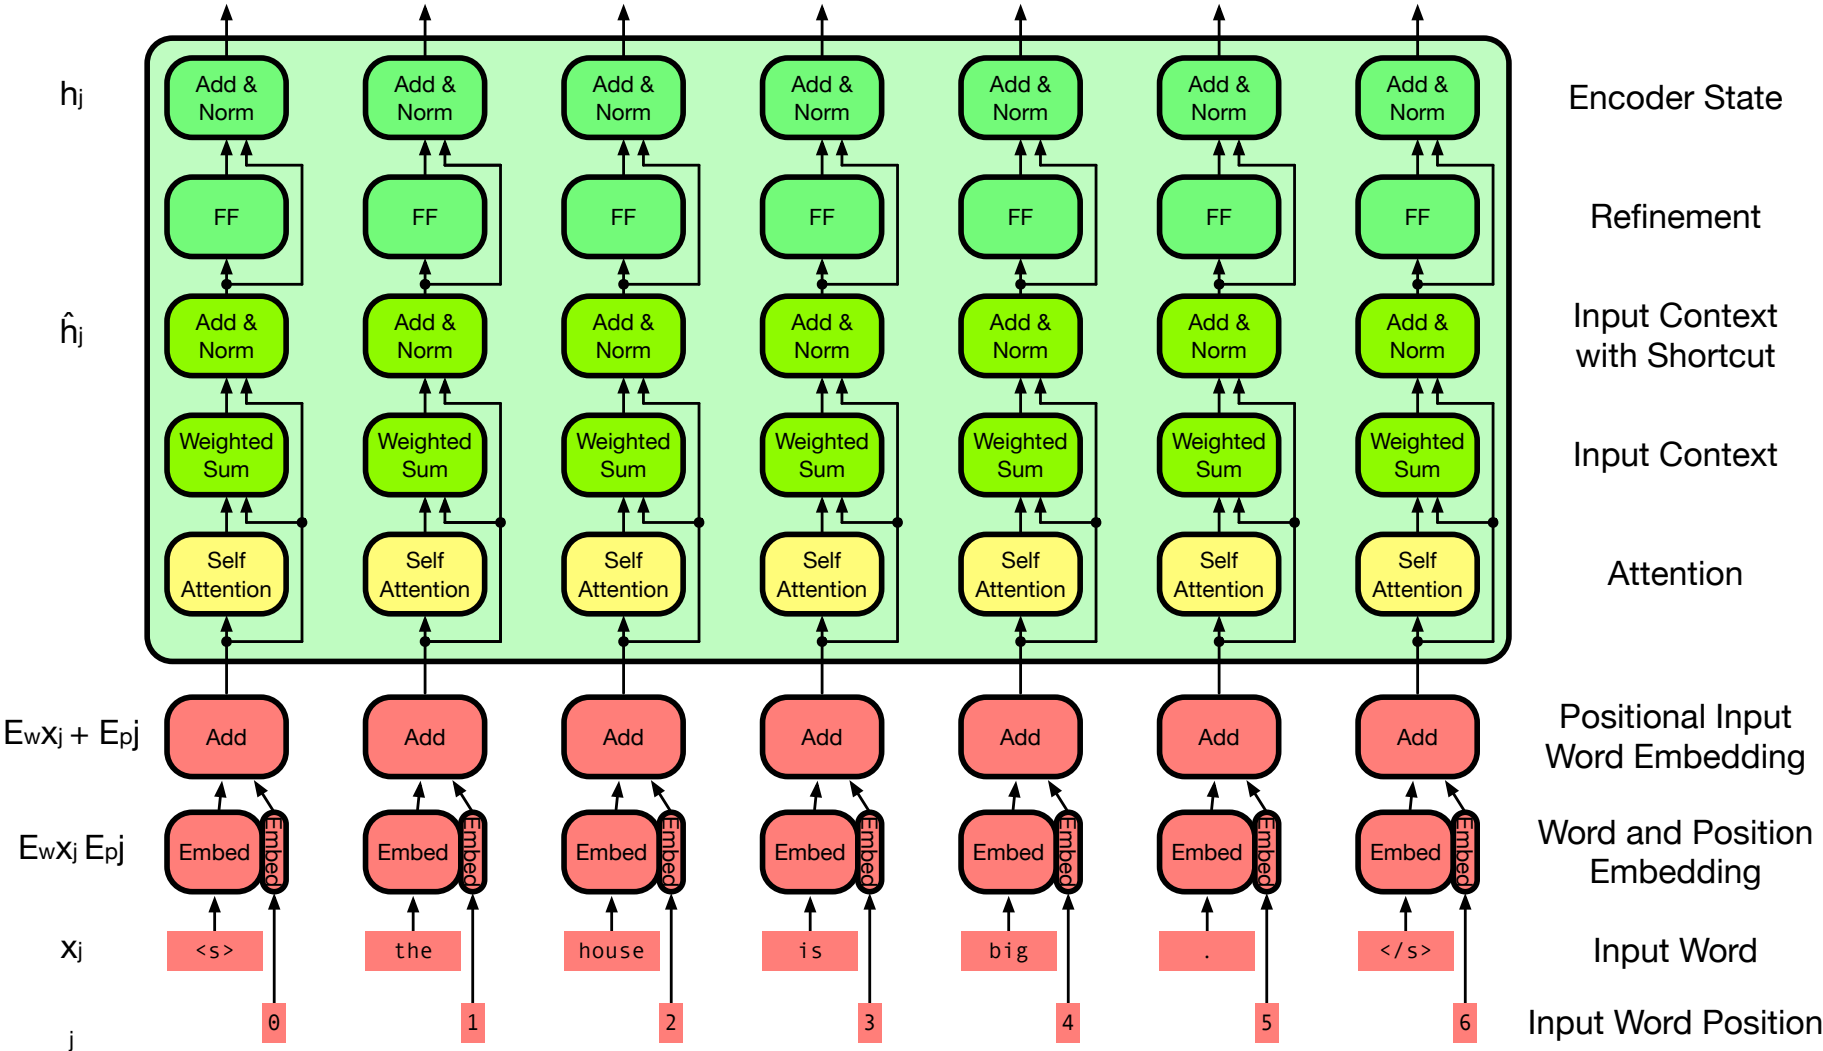 hj
Add & Norm Add & Norm Add & Norm Add & Norm Add & Norm Add & Norm Add & Norm
Encoder State
FF FF FF FF FF FF FF
Refinement
ĥj
Add & Norm Add & Norm Add & Norm Add & Norm Add & Norm Add & Norm Add & Norm
Input Context
with Shortcut
Weighted Sum Weighted Sum Weighted Sum Weighted Sum Weighted Sum Weighted Sum Weighted Sum
Input Context
Self Attention Self Attention Self Attention Self Attention Self Attention Self Attention Self Attention
Attention
Ewxj + Epj
Add Add Add Add Add Add Add
Positional Input
Word Embedding
Ewxj Epj
Embed Embed Embed Embed Embed Embed Embed Embed Embed Embed Embed Embed Embed Embed
Word and Position
Embedding
xj
<s> the house is big . </s>
Input Word
j
0 1 2 3 4 5 6
Input Word Position